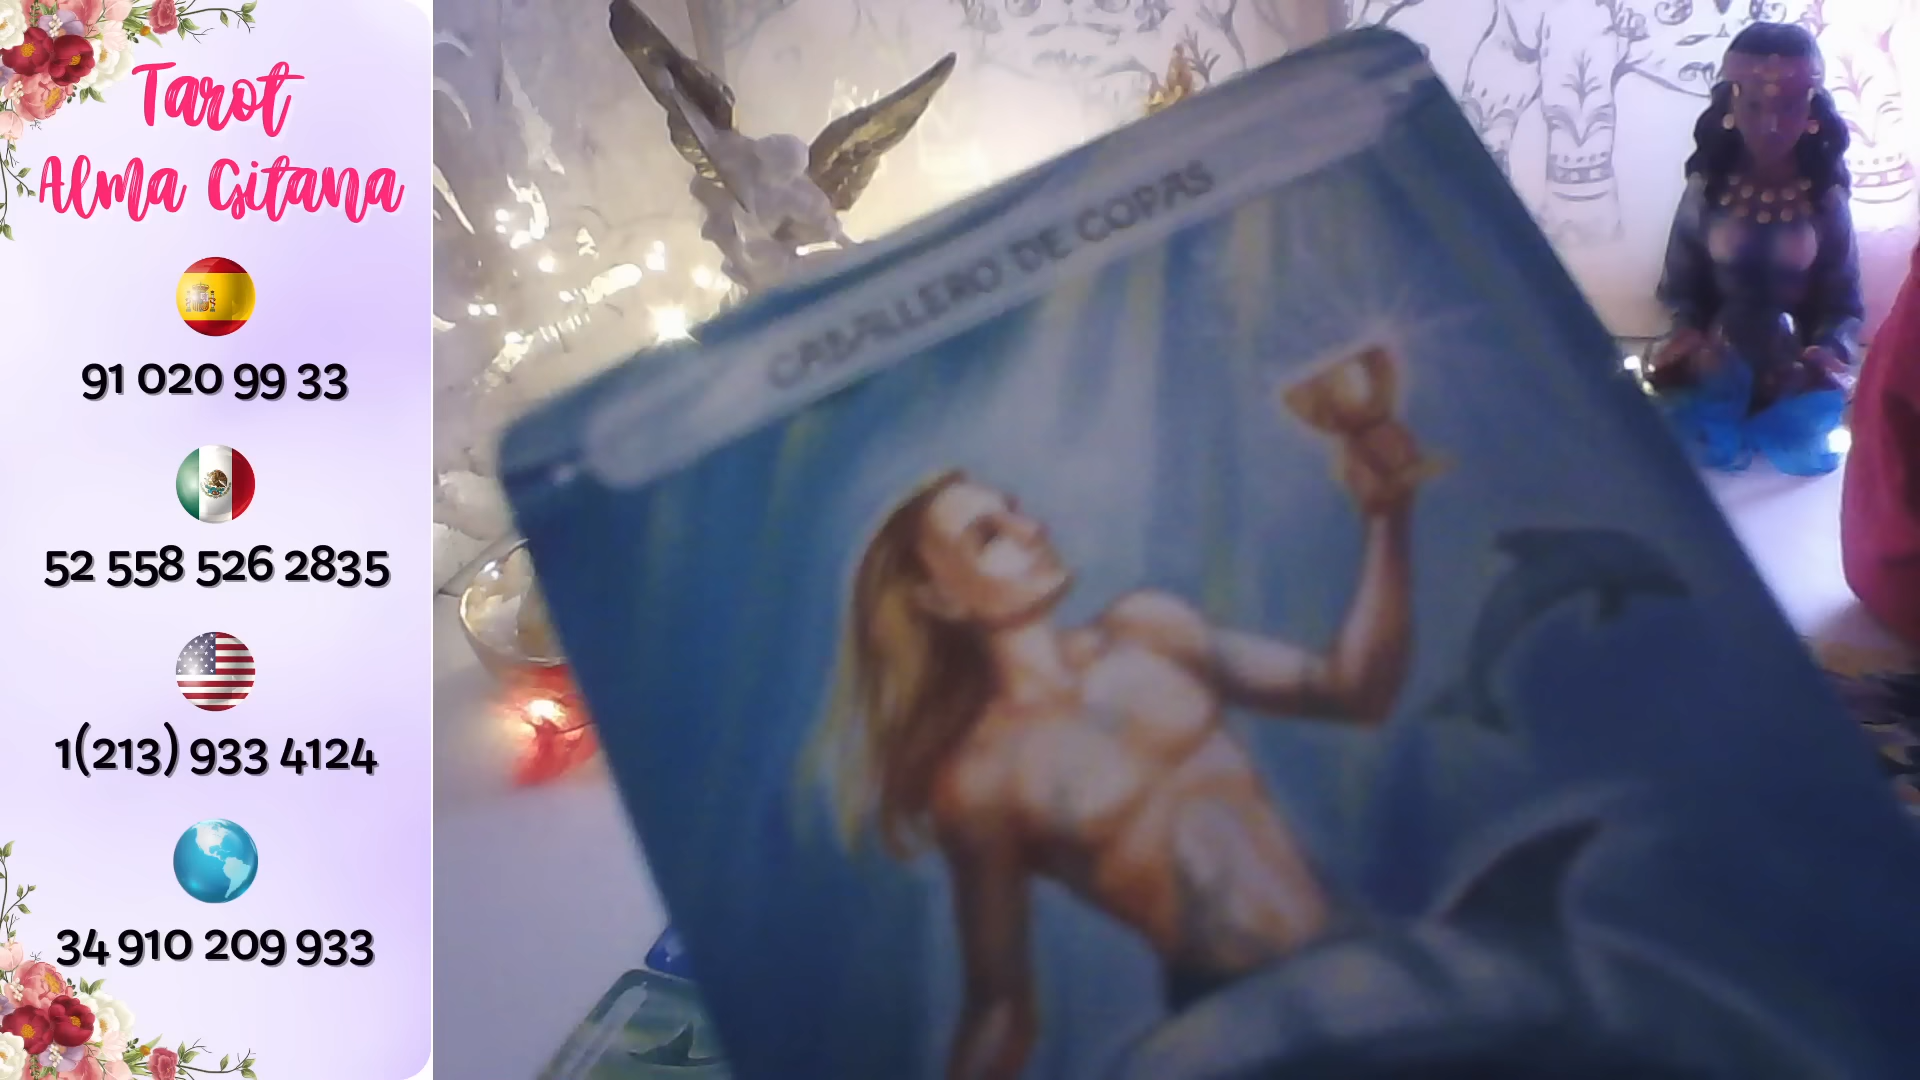 Tarot
Alma Gitana
91 020 99 33
52 558 526 2835
1(213) 933 4124
34 910 209 933
CABALLERO DE COPAS